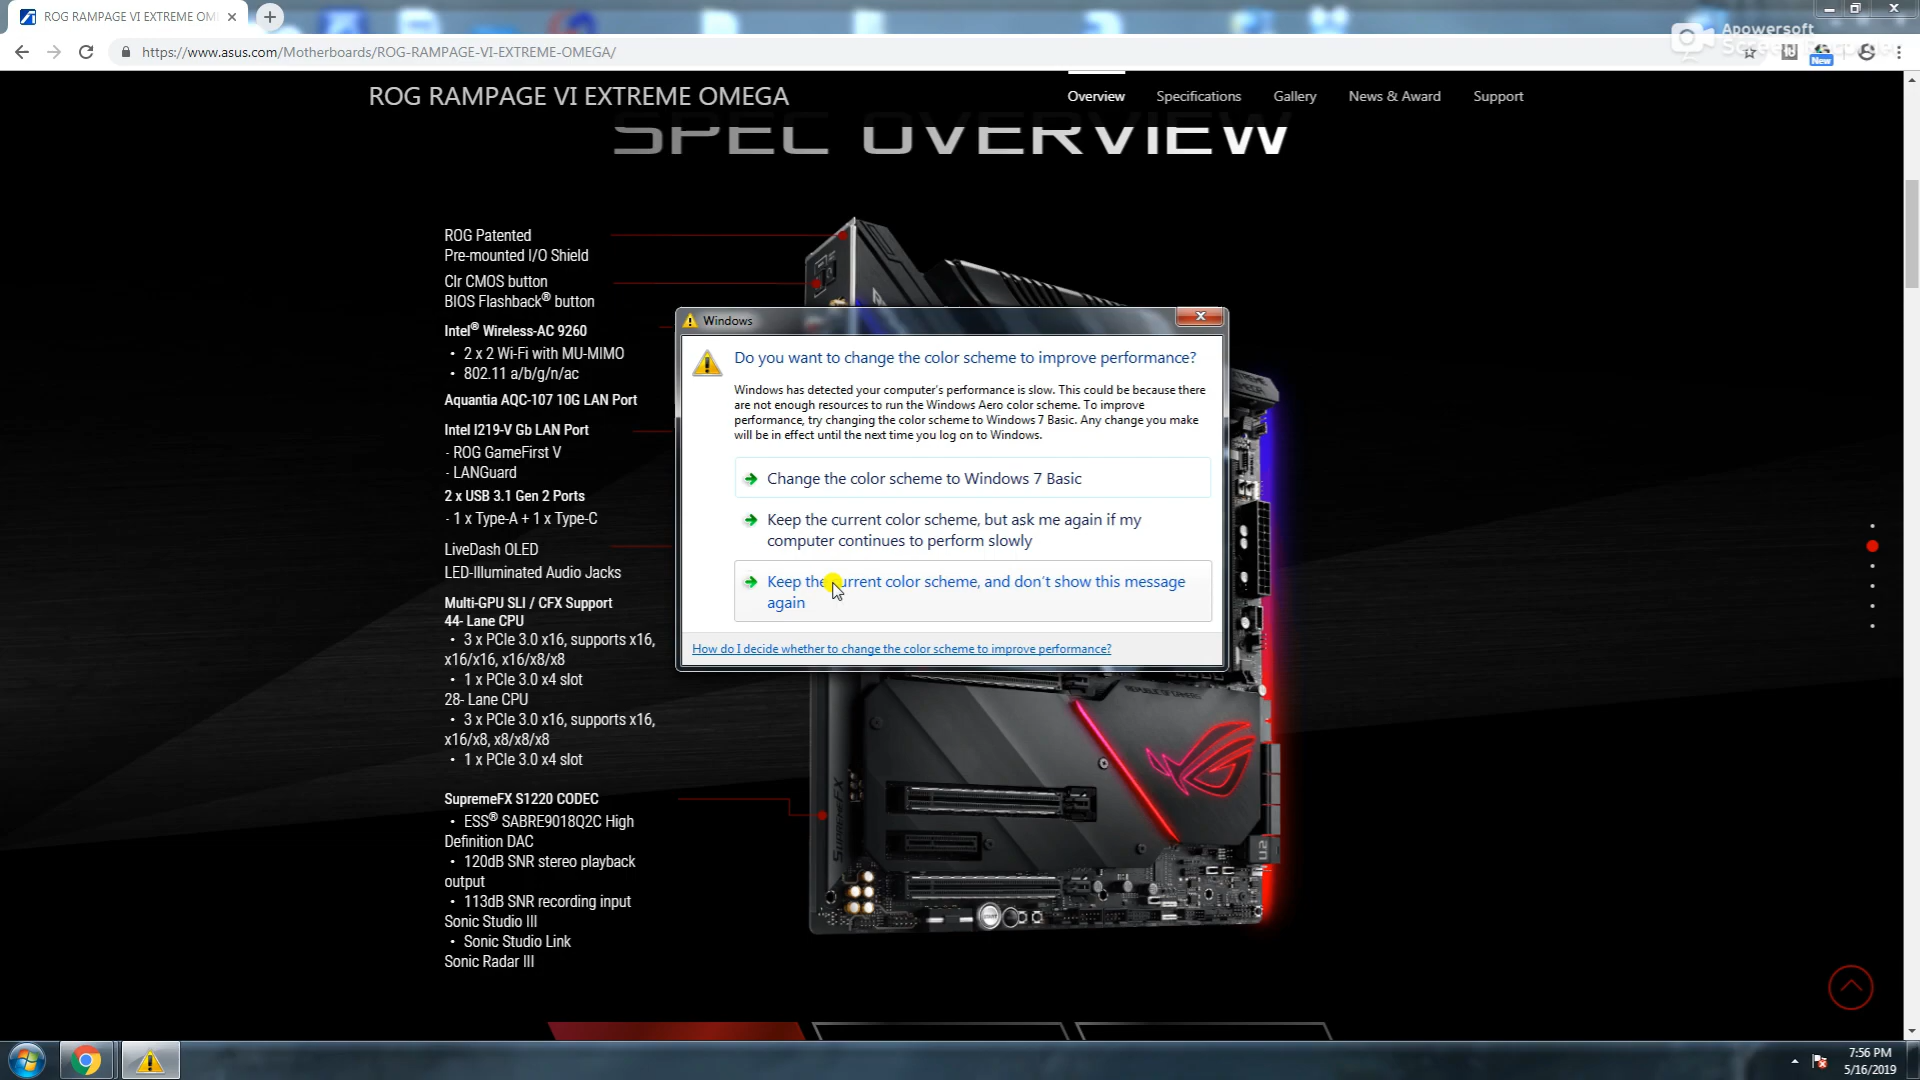 ROG RAMPAGE VI EXTREME OM
Apowersoft
https://www.asus.com/Motherboards/ROG-RAMPAGE-VI-EXTREME-OMEGA/
New
ROG RAMPAGE VI EXTREME OMEGA
Overview
Specifications
Gallery
News & Award
Support
SPEC OVERVIEW
ROG Patented
Pre-mounted I/O Shield
Clr CMOS button
BIOS Flashback® button
Intel® Wireless-AC 9260
• 2 x 2 Wi-Fi with MU-MIMO
• 802.11 a/b/g/n/ac
Aquantia AQC-107 10G LAN Port
Intel I219-V Gb LAN Port
- ROG GameFirst V
- LANGuard
2 x USB 3.1 Gen 2 Ports
- 1 x Type-A + 1 x Type-C
LiveDash OLED
LED-Illuminated Audio Jacks
Multi-GPU SLI / CFX Support
44- Lane CPU
• 3 x PCIe 3.0 x16, supports x16,
x16/x16, x16/x8/x8
• 1 x PCIe 3.0 x4 slot
28- Lane CPU
• 3 x PCIe 3.0 x16, supports x16,
x16/x8, x8/x8/x8
• 1 x PCIe 3.0 x4 slot
SupremeFX S1220 CODEC
• ESS® SABRE9018Q2C High
Definition DAC
• 120dB SNR stereo playback
output
• 113dB SNR recording input
Sonic Studio III
• Sonic Studio Link
Sonic Radar III
Windows
Do you want to change the color scheme to improve performance?
Windows has detected your computer's performance is slow. This could be because there
are not enough resources to run the Windows Aero color scheme. To improve
performance, try changing the color scheme to Windows 7 Basic. Any change you make
will be in effect until the next time you log on to Windows.
Change the color scheme to Windows 7 Basic
Keep the current color scheme, but ask me again if my
computer continues to perform slowly
Keep the current color scheme, and don't show this message
again
How do I decide whether to change the color scheme to improve performance?
REPUBLIC OF GAMERS
SUPREMEFX
U2
7:56 PM
5/16/2019